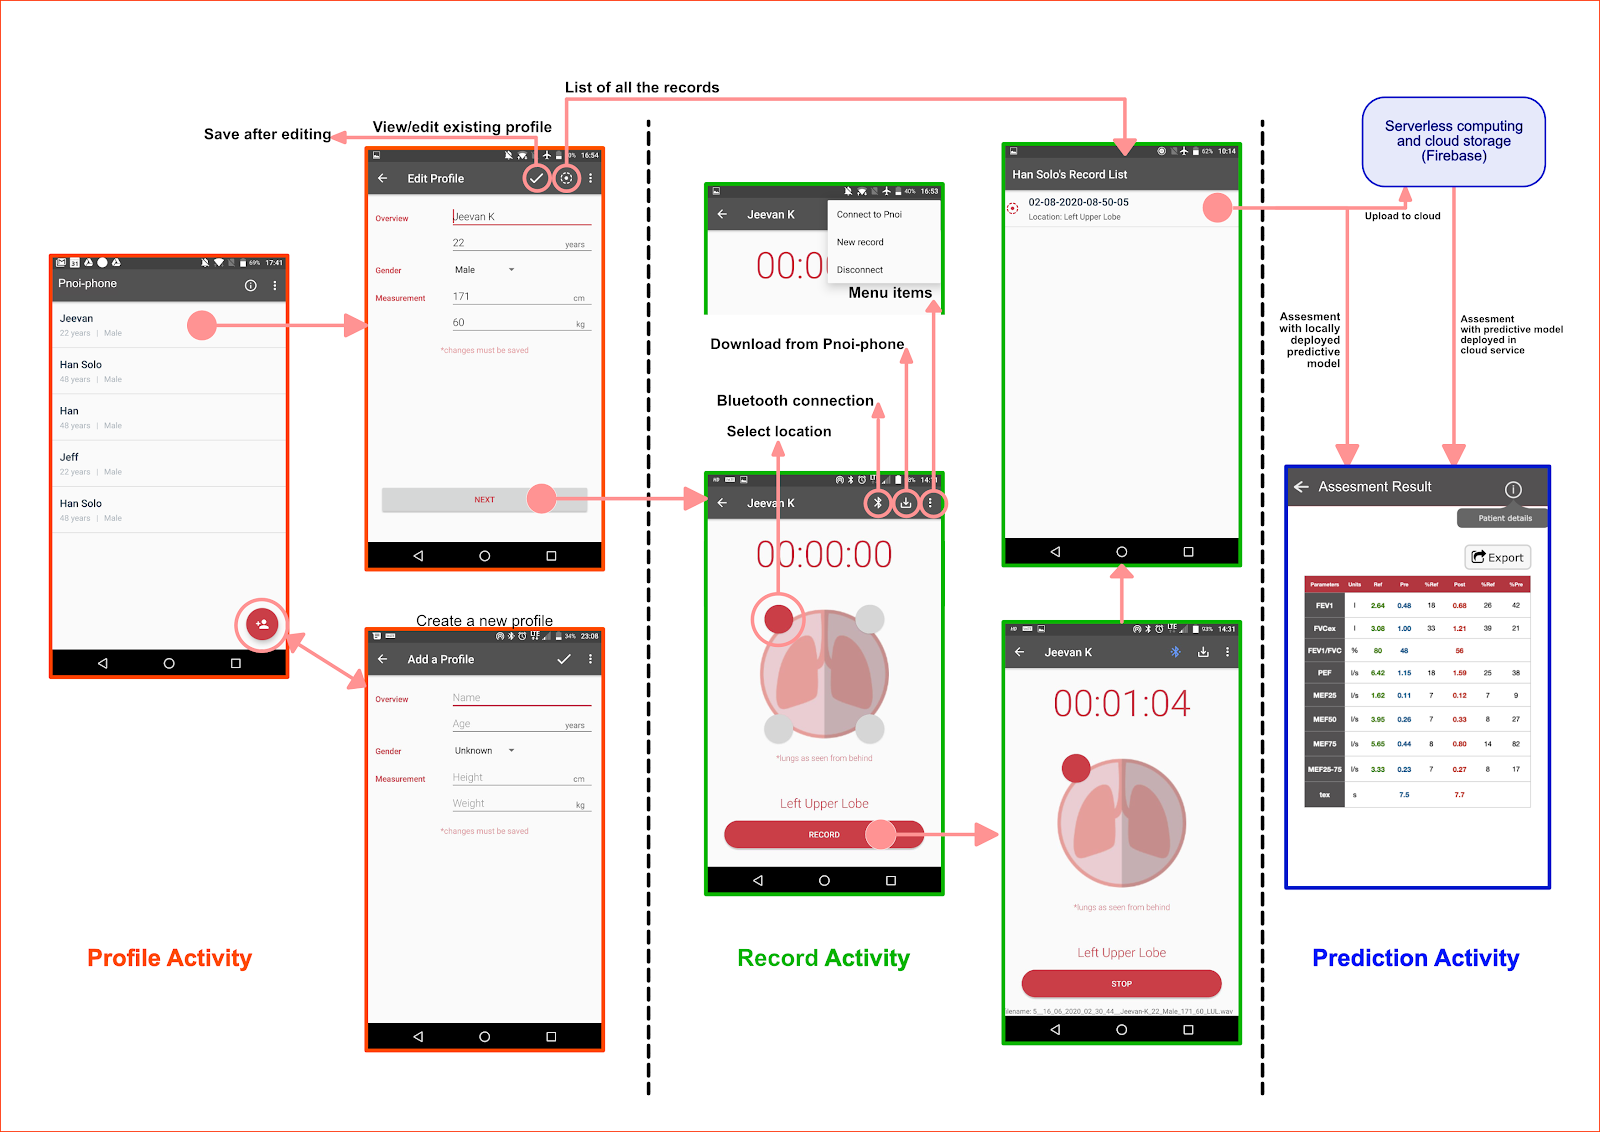 List of all the records
Save after editing
View/edit existing profile
16:54
Edit Profile
Overview
Jeevan K
22
years
Gender
Male
Measurement
171
cm
60
kg
*changes must be saved
NEXT
31
69% 17:41
Pnoi-phone
Jeevan
22 years | Male
Han Solo
48 years | Male
Han
48 years | Male
Jeff
22 years | Male
Han Solo
48 years | Male
Create a new profile
LTE
34% 23:08
Add a Profile
Overview
Name
Age
years
Gender
Unknown
Measurement
Height
cm
Weight
kg
*changes must be saved
Profile Activity
40% 16:53
Jeevan K
Connect to Pnoi
New record
Disconnect
00:0
Menu items
Download from Pnoi-phone
Bluetooth connection
Select location
Jeevan K
00:00:00
*lungs as seen from behind
Left Upper Lobe
RECORD
62% 10:14
Han Solo's Record List
02-08-2020-08-50-05
Location: Left Upper Lobe
LTE
93% 14:31
Jeevan K
00:01:04
*lungs as seen from behind
Left Upper Lobe
STOP
ilename: 5__16_06_2020_02_30_44__Jeevan-K_22_Male_171_60_LUL.wav
Record Activity
Serverless computing
and cloud storage
(Firebase)
Upload to cloud
Assesment
with locally
deployed
predictive
model
Assesment
with predictive model
deployed in
cloud service
Assesment Result
Patient details
Export
Parameters Units Ref Pre %Ref Post %Ref %Pre
FEV1 l 2.64 0.48 18 0.68 26 42
FVCex l 3.08 1.00 33 1.21 39 21
FEV1/FVC % 80 48 56
PEF l/s 6.42 1.15 18 1.59 25 38
MEF25 l/s 1.62 0.11 7 0.12 7 9
MEF50 l/s 3.95 0.26 7 0.33 8 27
MEF75 l/s 5.65 0.44 8 0.80 14 82
MEF25-75 l/s 3.33 0.23 7 0.27 8 17
tex s 7.5 7.7
Prediction Activity